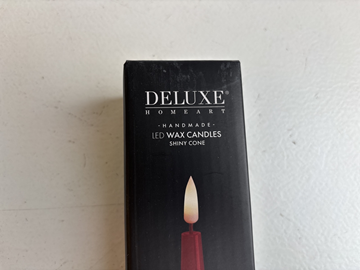 DELUXE®
HOMEART
·HANDMADE·
LED WAX CANDLES
SHINY CONE